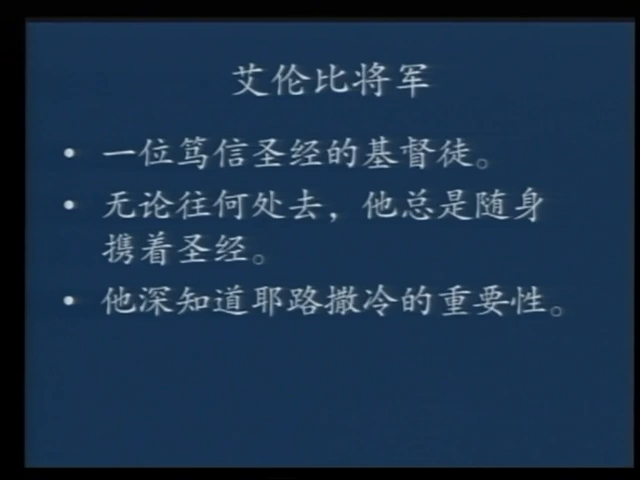 艾伦比将军
• 一位笃信圣经的基督徒。
• 无论往何处去，他总是随身
携着圣经。
• 他深知道耶路撒冷的重要性。